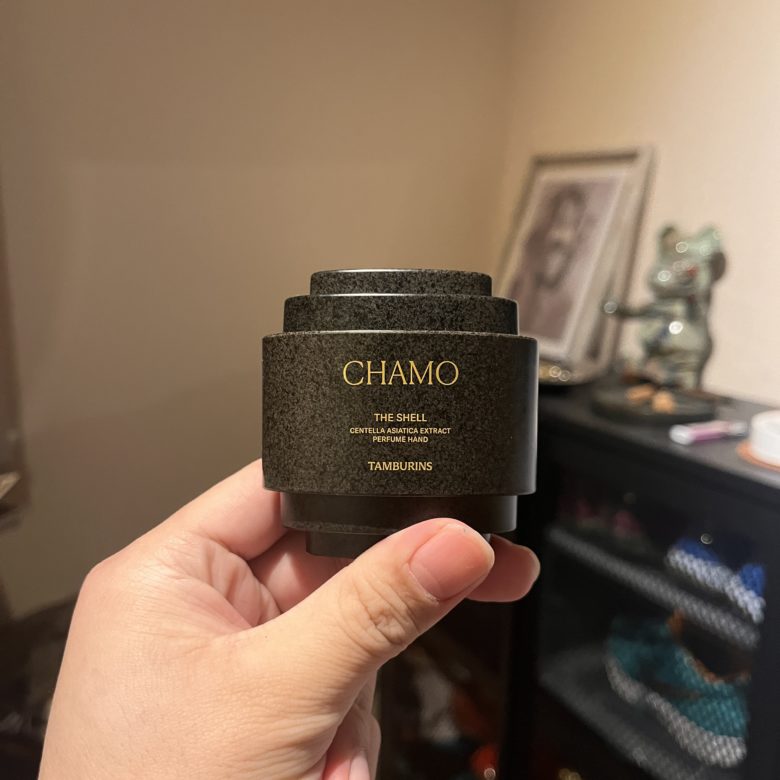 CHAMO
THE SHELL
CENTELLA ASIATICA EXTRACT
PERFUME HAND
TAMBURINS